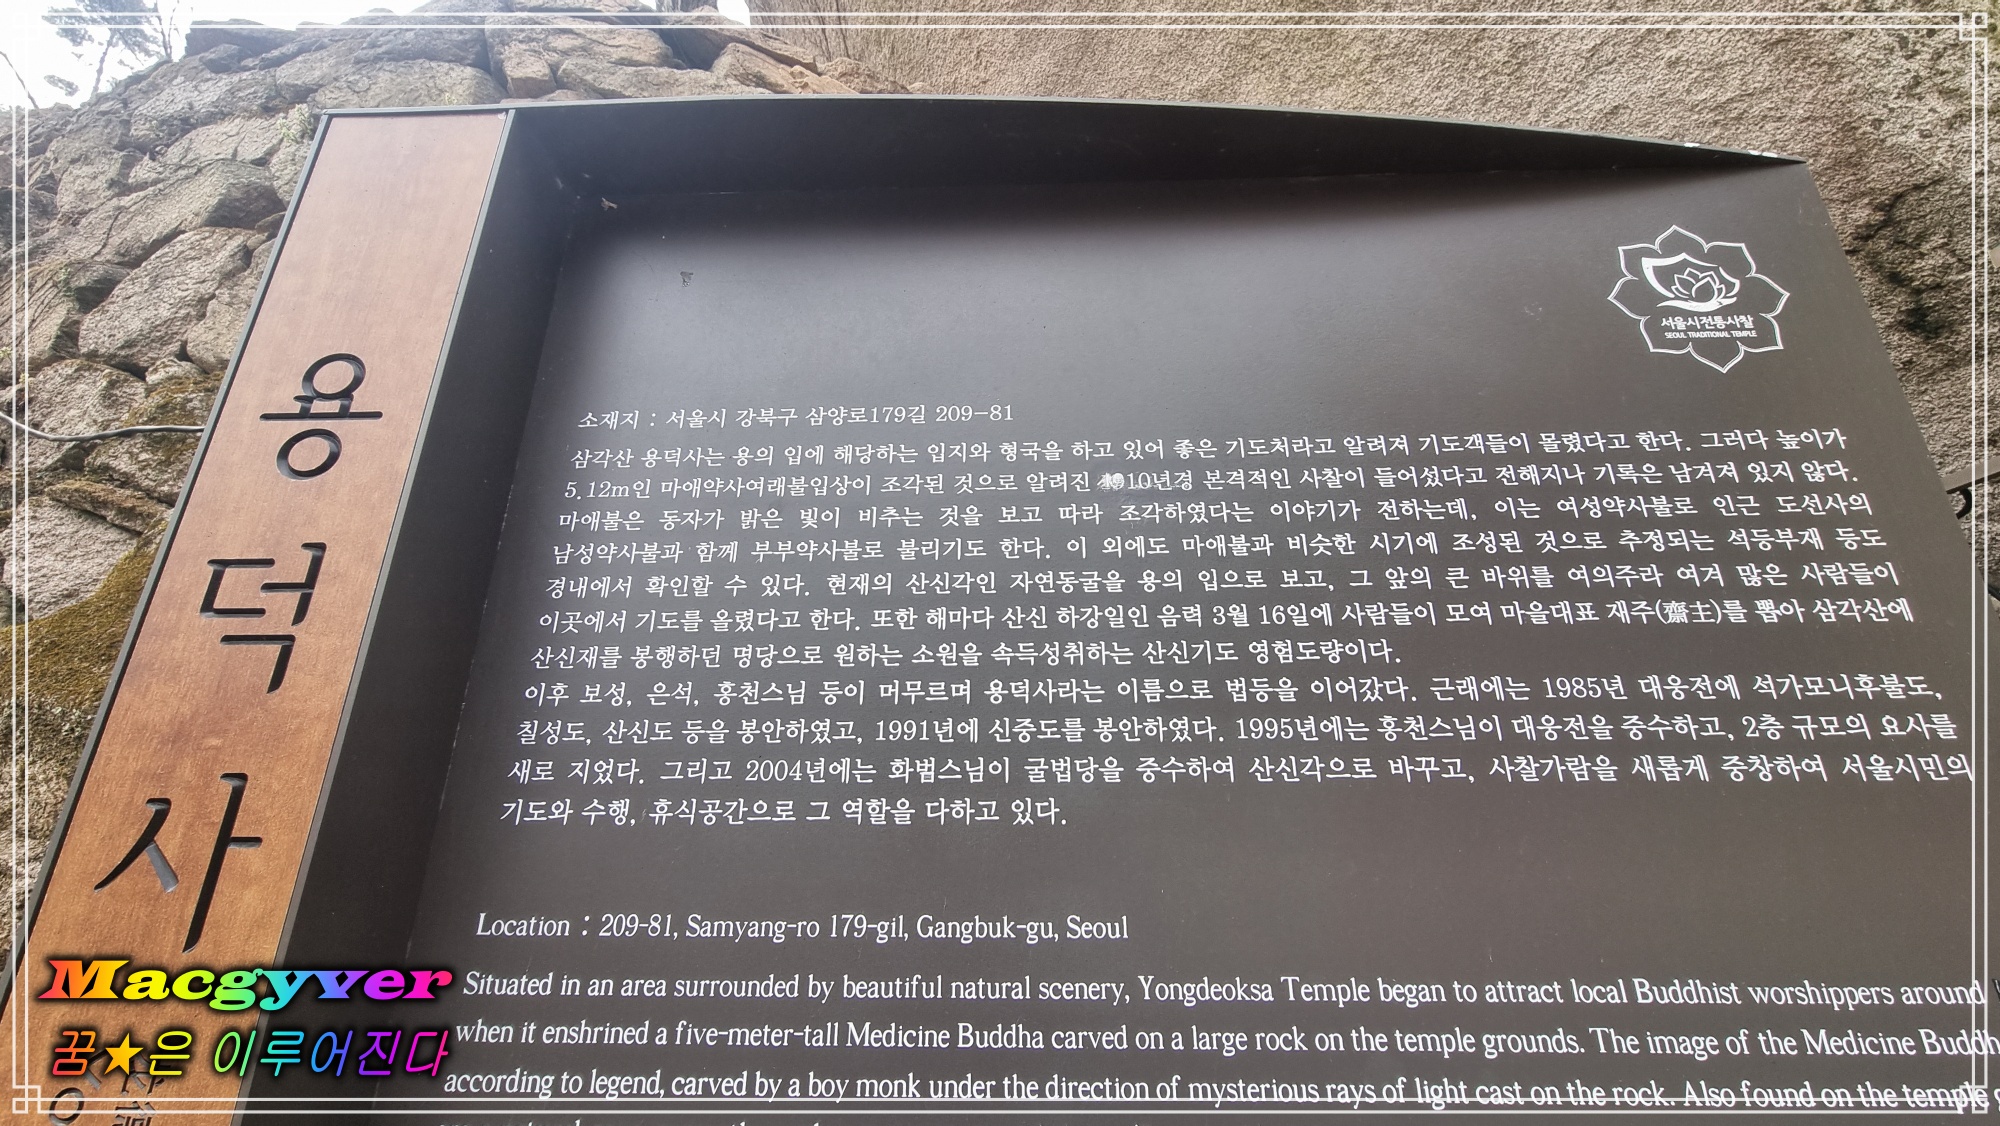 용덕사
서울시전통사찰
SEOUL TRADITIONAL TEMPLE
소재지 : 서울시 강북구 삼양로179길 209-81
삼각산 용덕사는 용의 입에 해당하는 입지와 형국을 하고 있어 좋은 기도처라고 알려져 기도객들이 몰렸다고 한다. 그러다 높이가
5.12m인 마애약사여래불입상이 조각된 것으로 알려진 1910년경 본격적인 사찰이 들어섰다고 전해지나 기록은 남겨져 있지 않다.
마애불은 동자가 밝은 빛이 비추는 것을 보고 따라 조각하였다는 이야기가 전하는데, 이는 여성약사불로 인근 도선사의
남성약사불과 함께 부부약사불로 불리기도 한다. 이 외에도 마애불과 비슷한 시기에 조성된 것으로 추정되는 석등부재 등도
경내에서 확인할 수 있다. 현재의 산신각인 자연동굴을 용의 입으로 보고, 그 앞의 큰 바위를 여의주라 여겨 많은 사람들이
이곳에서 기도를 올렸다고 한다. 또한 해마다 산신 하강일인 음력 3월 16일에 사람들이 모여 마을대표 재주(齋主)를 뽑아 삼각산에
산신재를 봉행하던 명당으로 원하는 소원을 속득성취하는 산신기도 영험도량이다.
이후 보성, 은석, 홍천스님 등이 머무르며 용덕사라는 이름으로 법등을 이어갔다. 근래에는 1985년 대웅전에 석가모니후불도,
칠성도, 산신도 등을 봉안하였고, 1991년에 신중도를 봉안하였다. 1995년에는 홍천스님이 대웅전을 중수하고, 2층 규모의 요사를
새로 지었다. 그리고 2004년에는 화범스님이 굴법당을 중수하여 산신각으로 바꾸고, 사찰가람을 새롭게 중창하여 서울시민의
기도와 수행, 휴식공간으로 그 역할을 다하고 있다.
Location : 209-81, Samyang-ro 179-gil, Gangbuk-gu, Seoul
Situated in an area surrounded by beautiful natural scenery, Yongdeoksa Temple began to attract local Buddhist worshippers around
when it enshrined a five-meter-tall Medicine Buddha carved on a large rock on the temple grounds. The image of the Medicine Buddh
according to legend, carved by a boy monk under the direction of mysterious rays of light cast on the rock. Also found on the temple
Macgyver
꿈★은 이루어진다